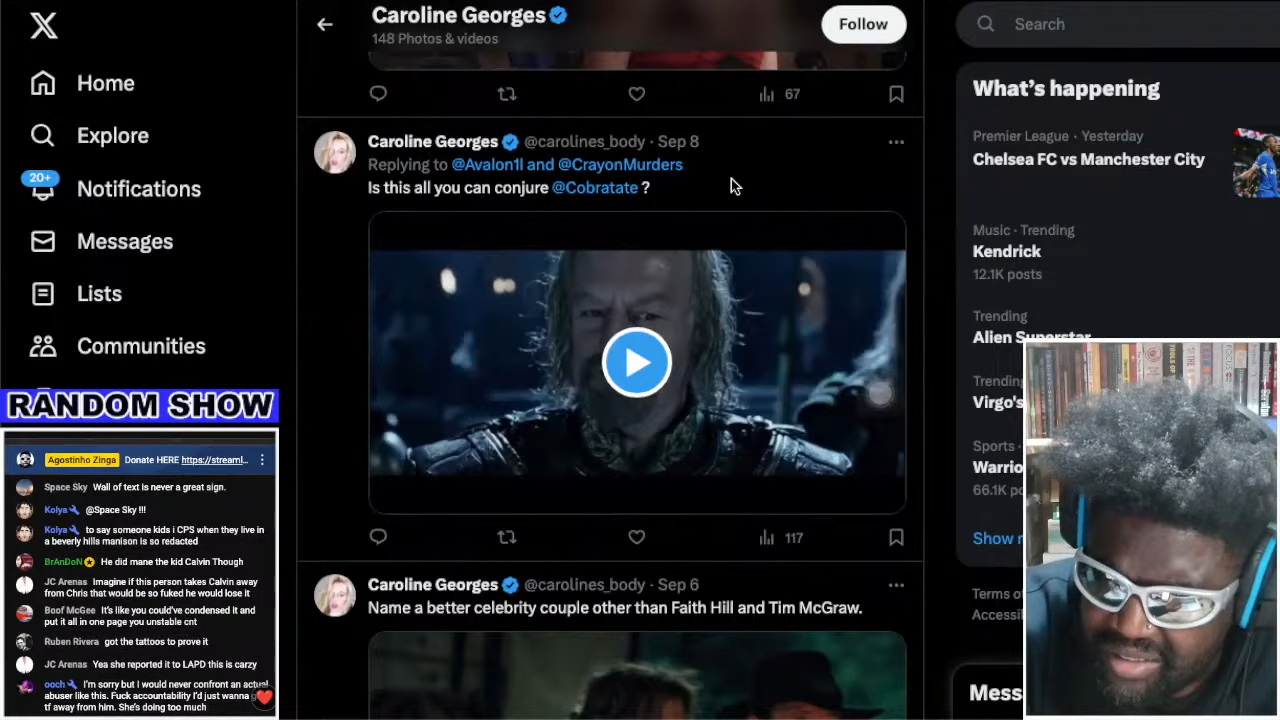 Home
Explore
20+
Notifications
Messages
Lists
Communities
RANDOM SHOW
Agostinho Zinga Donate HERE https://streaml...
Space Sky Wall of text is never a great sign.
Kolya @Space Sky !!!
Kolya to say someone kids i CPS when they live in
a beverly hills manison is so redacted
BrAnDoN He did mane the kid Calvin Though
JC Arenas Imagine if this person takes Calvin away
from Chris that would be so fuked he would lose it
Boof McGee It's like you could've condensed it and
put it all in one page you unstable cnt
Ruben Rivera got the tattoos to prove it
JC Arenas Yea she reported it to LAPD this is carzy
ooch I'm sorry but I would never confront an actual
abuser like this. Fuck accountability I'd just wanna
tf away from him. She's doing too much
Caroline Georges
148 Photos & videos
Follow
67
Caroline Georges @carolines_body · Sep 8
Replying to @Avalon1l and @CrayonMurders
Is this all you can conjure @Cobratate ?
117
Caroline Georges @carolines_body · Sep 6
Name a better celebrity couple other than Faith Hill and Tim McGraw.
Search
What's happening
Premier League · Yesterday
Chelsea FC vs Manchester City
Music · Trending
Kendrick
12.1K posts
Trending
Alien Superstar
Trending
Virgo's
Sports ·
Warrio
66.1K po
Show
Terms of
Accessi
Mess